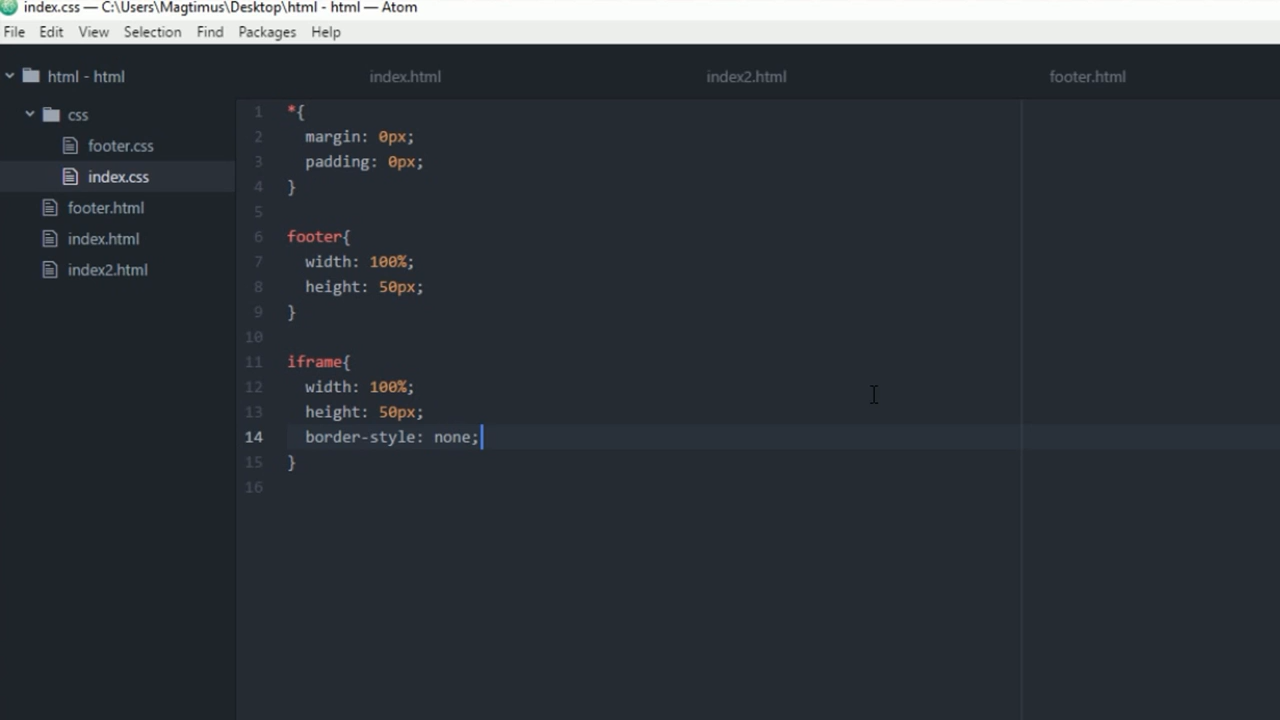 index.css — C:\Users\Magtimus\Desktop\html - html — Atom
File Edit View Selection Find Packages Help
html - html
css
footer.css
index.css
footer.html
index.html
index2.html
index.html index2.html footer.html
1 *{
2 margin: 0px;
3 padding: 0px;
4 }
5
6 footer{
7 width: 100%;
8 height: 50px;
9 }
10
11 iframe{
12 width: 100%;
13 height: 50px;
14 border-style: none;
15 }
16